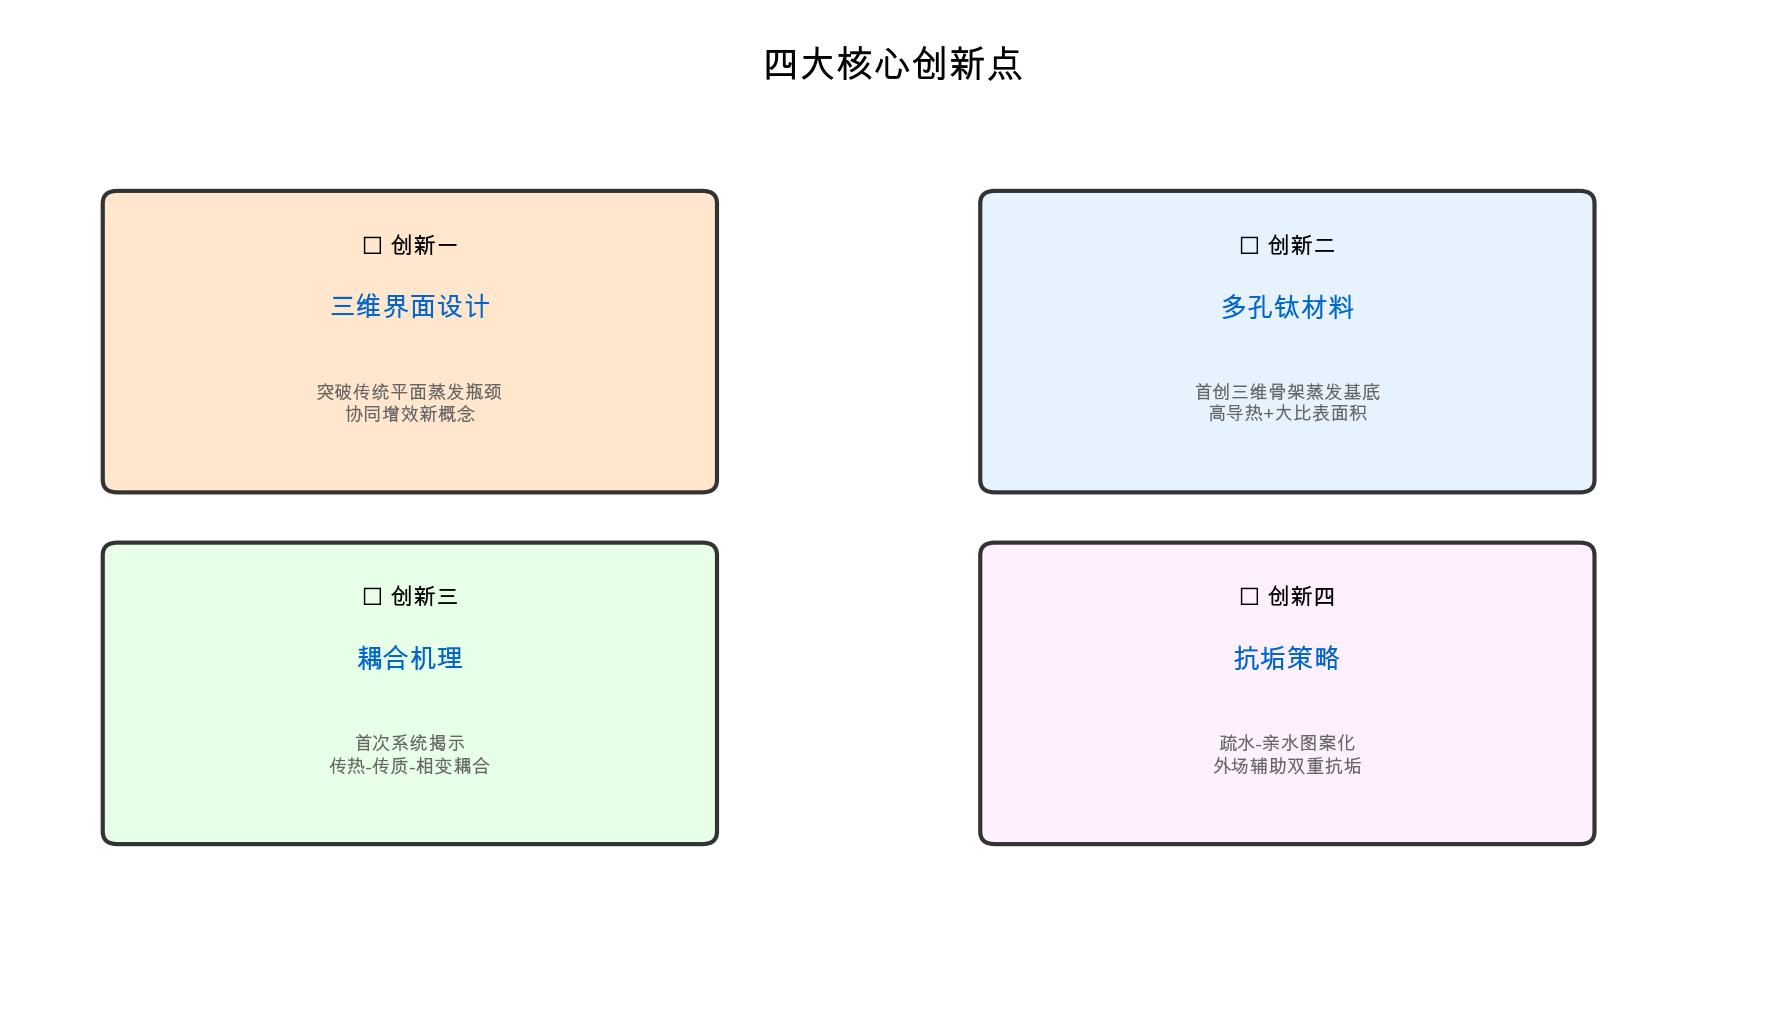 四大核心创新点
□ 创新一
三维界面设计
突破传统平面蒸发瓶颈
协同增效新概念
□ 创新二
多孔钛材料
首创三维骨架蒸发基底
高导热+大比表面积
□ 创新三
耦合机理
首次系统揭示
传热-传质-相变耦合
□ 创新四
抗垢策略
疏水-亲水图案化
外场辅助双重抗垢